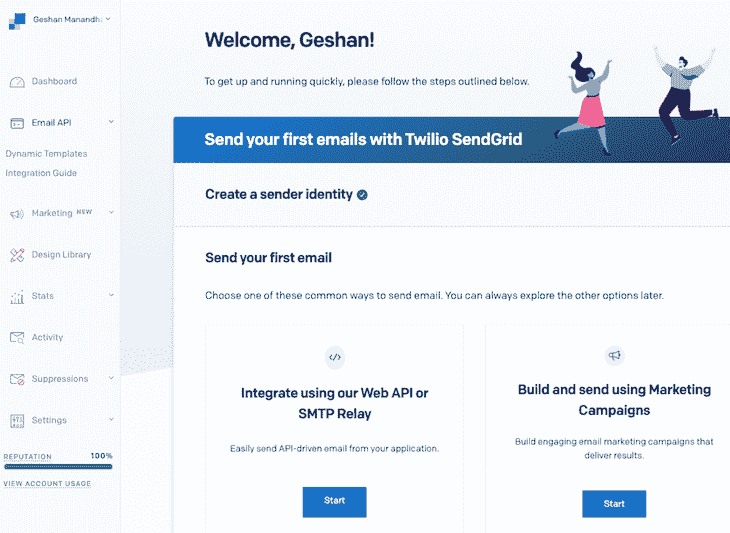 Geshan Manandha
Dashboard
Email API
Dynamic Templates
Integration Guide
Marketing NEW
Design Library
Stats
Activity
Suppressions
Settings
REPUTATION 100%
VIEW ACCOUNT USAGE
Welcome, Geshan!
To get up and running quickly, please follow the steps outlined below.
Send your first emails with Twilio SendGrid
Create a sender identity
Send your first email
Choose one of these common ways to send email. You can always explore the other options later.
Integrate using our Web API or
SMTP Relay
Easily send API-driven email from your application.
Start
Build and send using Marketing
Campaigns
Build engaging email marketing campaigns that
deliver results.
Start